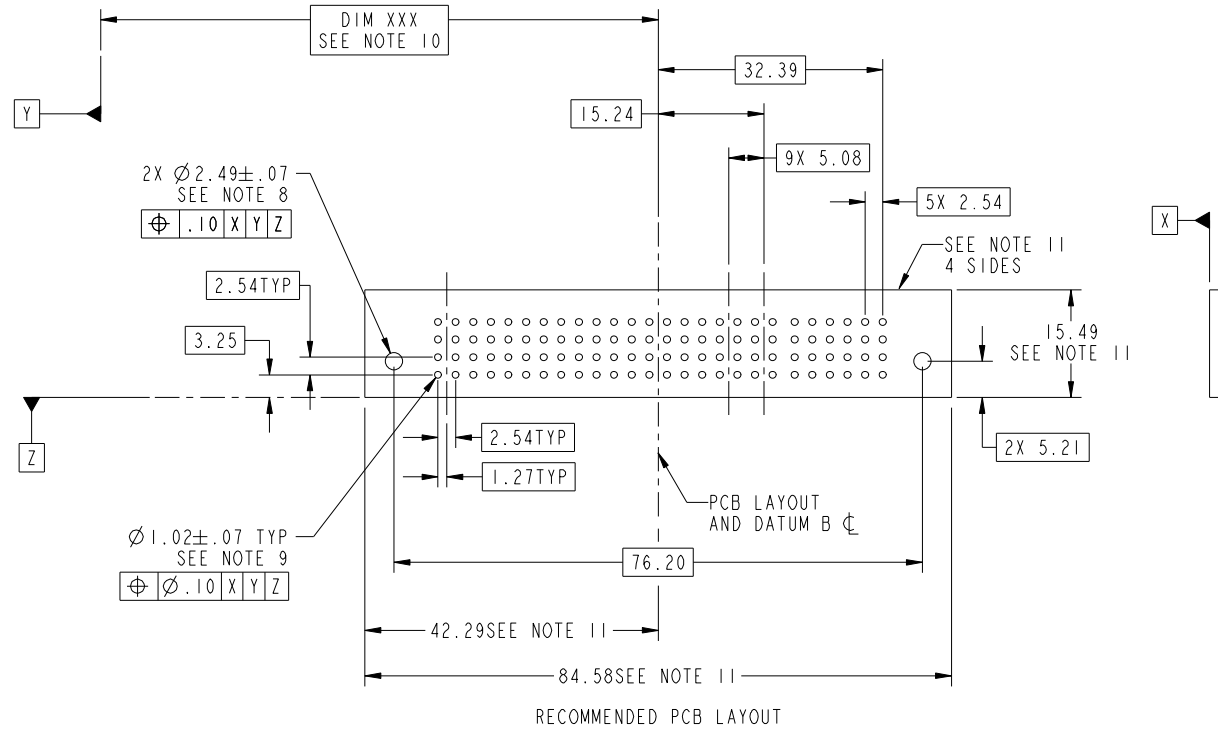 DIM XXX
SEE NOTE 10
32.39
Y
15.24
9X 5.08
2X Ø2.49±.07
SEE NOTE 8
⌖ .10 X Y Z
5X 2.54
X
SEE NOTE 11
4 SIDES
2.54TYP
3.25
15.49
SEE NOTE 11
Z
2.54TYP
2X 5.21
1.27TYP
PCB LAYOUT
AND DATUM B ℄
Ø1.02±.07 TYP
SEE NOTE 9
⌖ Ø.10 X Y Z
76.20
42.29SEE NOTE 11
84.58SEE NOTE 11
RECOMMENDED PCB LAYOUT